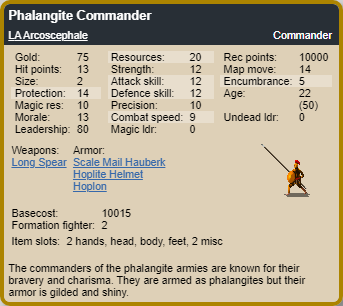 Phalangite Commander
LA Arcoscephale Commander
Gold: 75 Resources: 20 Rec points: 10000
Hit points: 13 Strength: 12 Map move: 14
Size: 2 Attack skill: 12 Encumbrance: 5
Protection: 14 Defence skill: 12 Age: 22
Magic res: 10 Precision: 10 (50)
Morale: 13 Combat speed: 9 Undead ldr: 0
Leadership: 80 Magic ldr: 0
Weapons: Armor:
Long Spear Scale Mail Hauberk
Hoplite Helmet
Hoplon
Basecost: 10015
Formation fighter: 2
Item slots: 2 hands, head, body, feet, 2 misc
The commanders of the phalangite armies are known for their
bravery and charisma. They are armed as phalangites but their
armor is gilded and shiny.